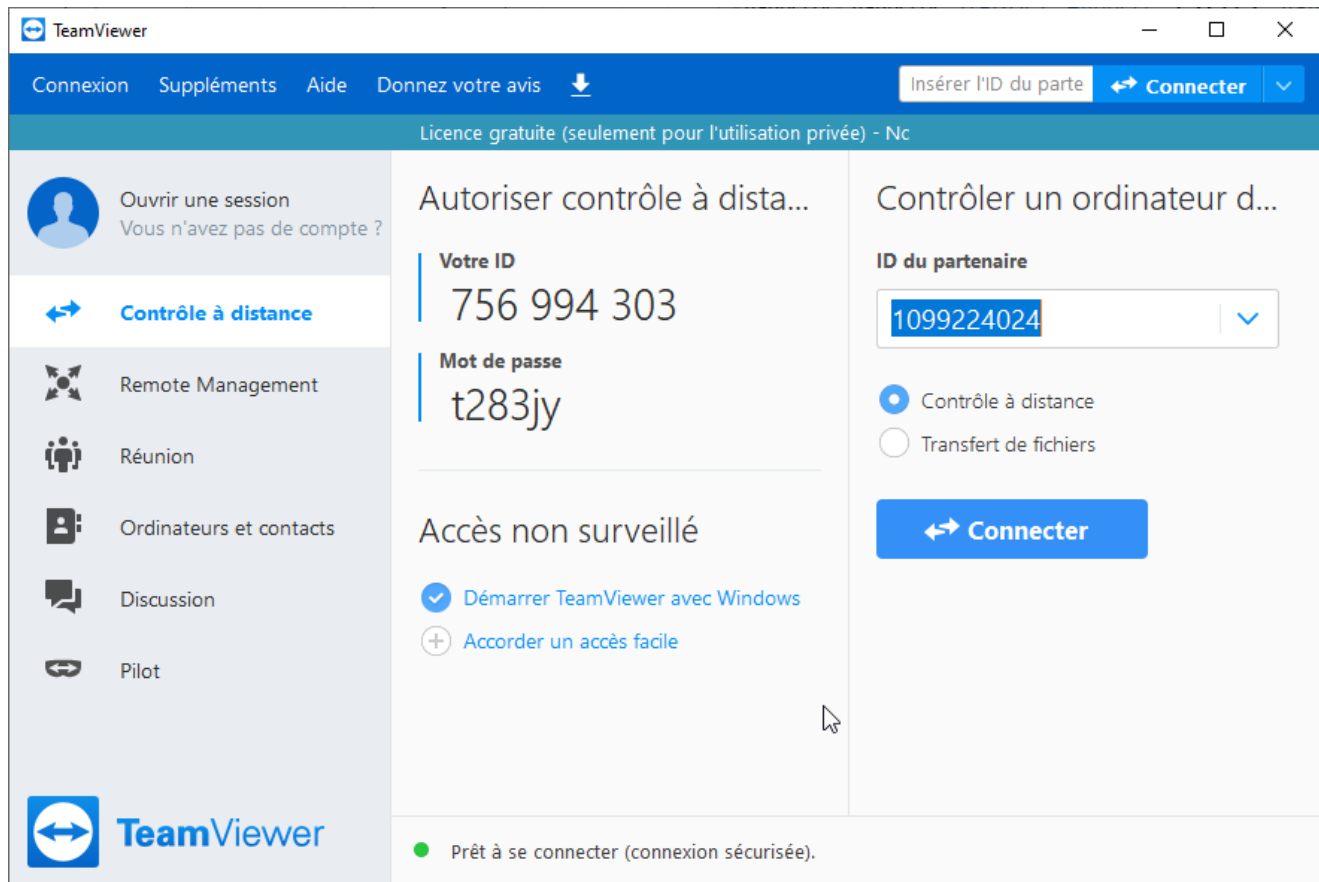 TeamViewer
Connexion Suppléments Aide Donnez votre avis
Insérer l'ID du parte
Connecter
Licence gratuite (seulement pour l'utilisation privée) - Nc
Ouvrir une session
Vous n'avez pas de compte ?
Contrôle à distance
Remote Management
Réunion
Ordinateurs et contacts
Discussion
Pilot
TeamViewer
Autoriser contrôle à dista...
Votre ID
756 994 303
Mot de passe
t283jy
Accès non surveillé
Démarrer TeamViewer avec Windows
Accorder un accès facile
Contrôler un ordinateur d...
ID du partenaire
1099224024
Contrôle à distance
Transfert de fichiers
Connecter
Prêt à se connecter (connexion sécurisée).